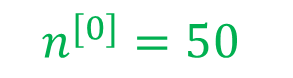 n^[0] = 50